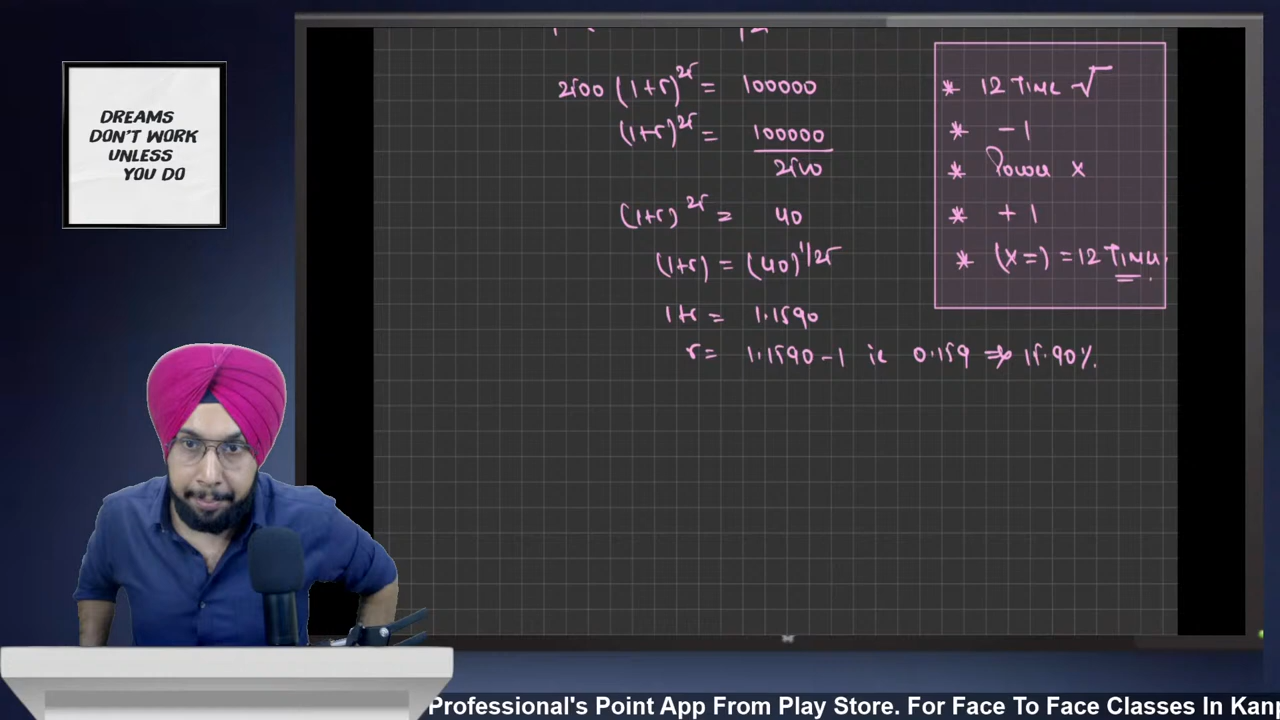 DREAMS
DON'T WORK
UNLESS
YOU DO
2500 (1+r)^25 = 100000
(1+r)^25 = 100000
2500
(1+r)^25 = 40
(1+r) = (40)^1/25
1+r = 1.1590
r = 1.1590 - 1 ie 0.159 ⇒ 15.90%
* 12 Time √
* -1
* Power x
* +1
* (x=) = 12 Time.
Professional's Point App From Play Store. For Face To Face Classes In Kan